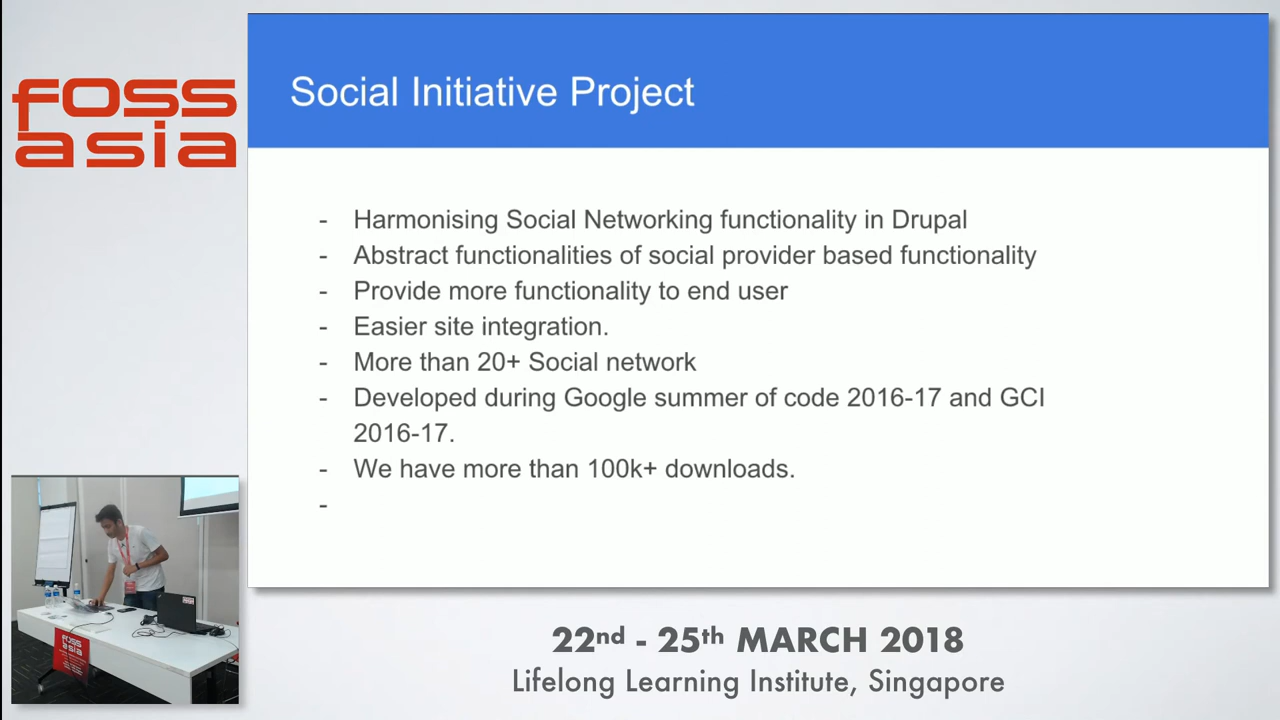 foss
asia
Social Initiative Project
- Harmonising Social Networking functionality in Drupal
- Abstract functionalities of social provider based functionality
- Provide more functionality to end user
- Easier site integration.
- More than 20+ Social network
- Developed during Google summer of code 2016-17 and GCI
2016-17.
- We have more than 100k+ downloads.
-
foss
asia
22nd - 25th MARCH 2018
Lifelong Learning Institute, Singapore